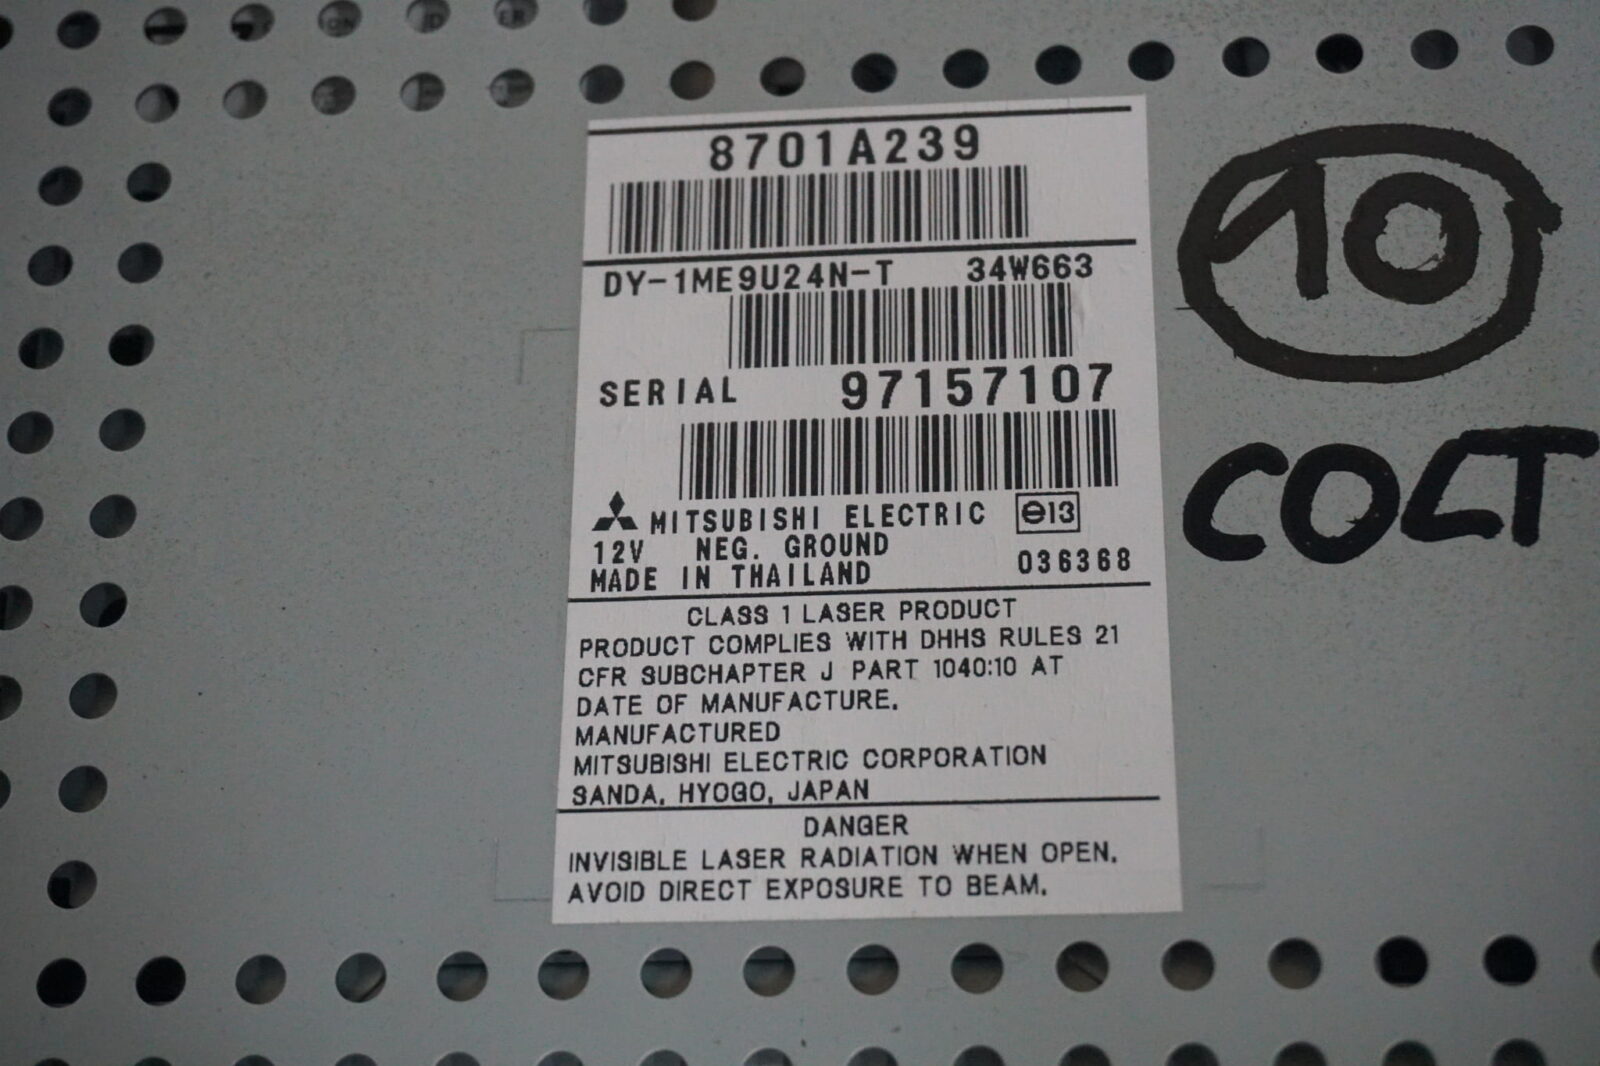 8701A239
DY-1ME9U24N-T 34W663
SERIAL 97157107
MITSUBISHI ELECTRIC e13
12V NEG. GROUND
MADE IN THAILAND 036368
CLASS 1 LASER PRODUCT
PRODUCT COMPLIES WITH DHHS RULES 21
CFR SUBCHAPTER J PART 1040:10 AT
DATE OF MANUFACTURE.
MANUFACTURED
MITSUBISHI ELECTRIC CORPORATION
SANDA, HYOGO, JAPAN
DANGER
INVISIBLE LASER RADIATION WHEN OPEN.
AVOID DIRECT EXPOSURE TO BEAM.
10
COLT